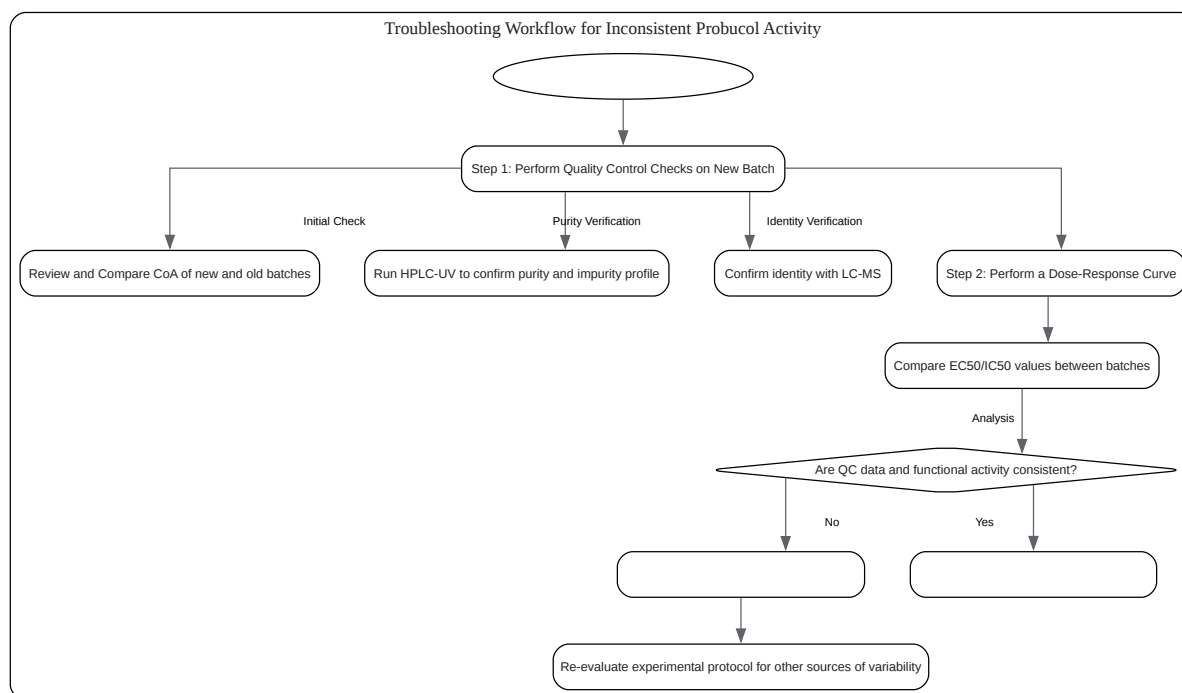 Troubleshooting Workflow for Inconsistent Probucol Activity
Step 1: Perform Quality Control Checks on New Batch
Initial Check
Purity Verification
Identity Verification
Review and Compare CoA of new and old batches
Run HPLC-UV to confirm purity and impurity profile
Confirm identity with LC-MS
Step 2: Perform a Dose-Response Curve
Compare EC50/IC50 values between batches
Analysis
Are QC data and functional activity consistent?
No
Yes
Re-evaluate experimental protocol for other sources of variability